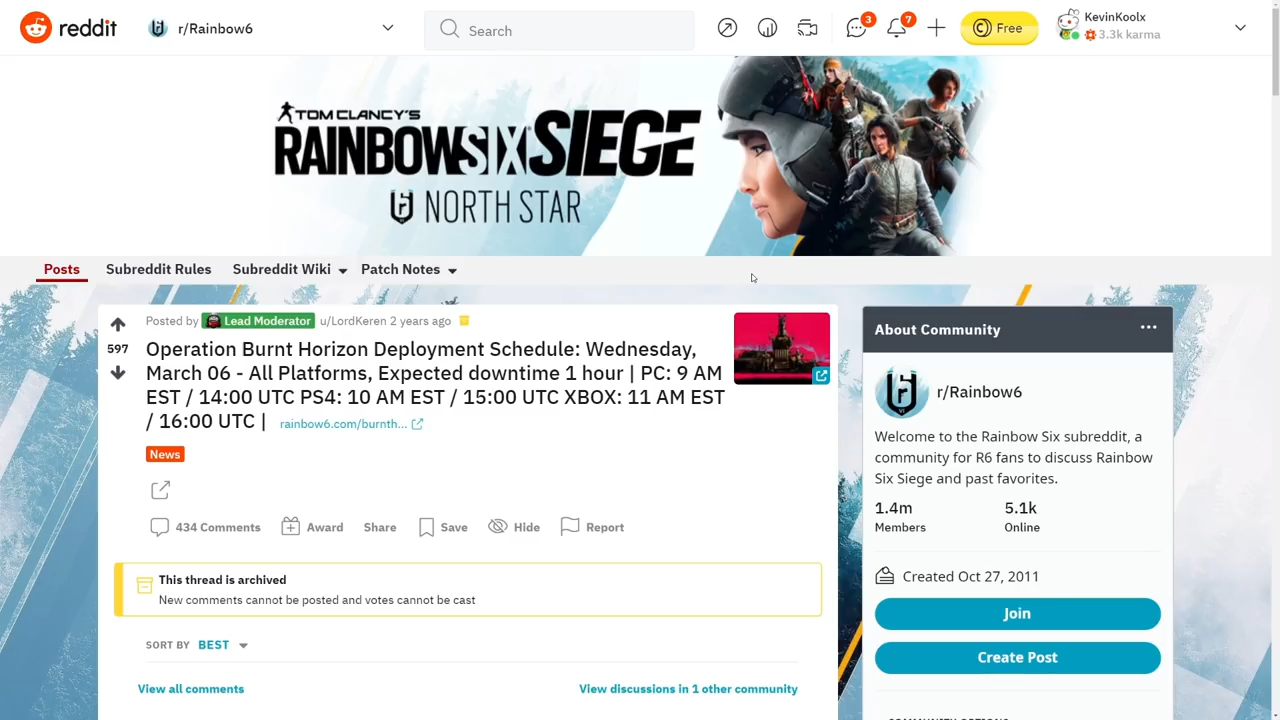 reddit r/Rainbow6 Search 3 7 Free KevinKoolx
3.3k karma
TOM CLANCY'S
RAINBOWSIX SIEGE
NORTH STAR
Posts Subreddit Rules Subreddit Wiki Patch Notes
Posted by Lead Moderator u/LordKeren 2 years ago
597
Operation Burnt Horizon Deployment Schedule: Wednesday,
March 06 - All Platforms, Expected downtime 1 hour | PC: 9 AM
EST / 14:00 UTC PS4: 10 AM EST / 15:00 UTC XBOX: 11 AM EST
/ 16:00 UTC | rainbow6.com/burnth...
News
434 Comments Award Share Save Hide Report
This thread is archived
New comments cannot be posted and votes cannot be cast
SORT BY BEST
View all comments View discussions in 1 other community
About Community
r/Rainbow6
Welcome to the Rainbow Six subreddit, a
community for R6 fans to discuss Rainbow
Six Siege and past favorites.
1.4m 5.1k
Members Online
Created Oct 27, 2011
Join
Create Post
COMMUNITY OPTIONS